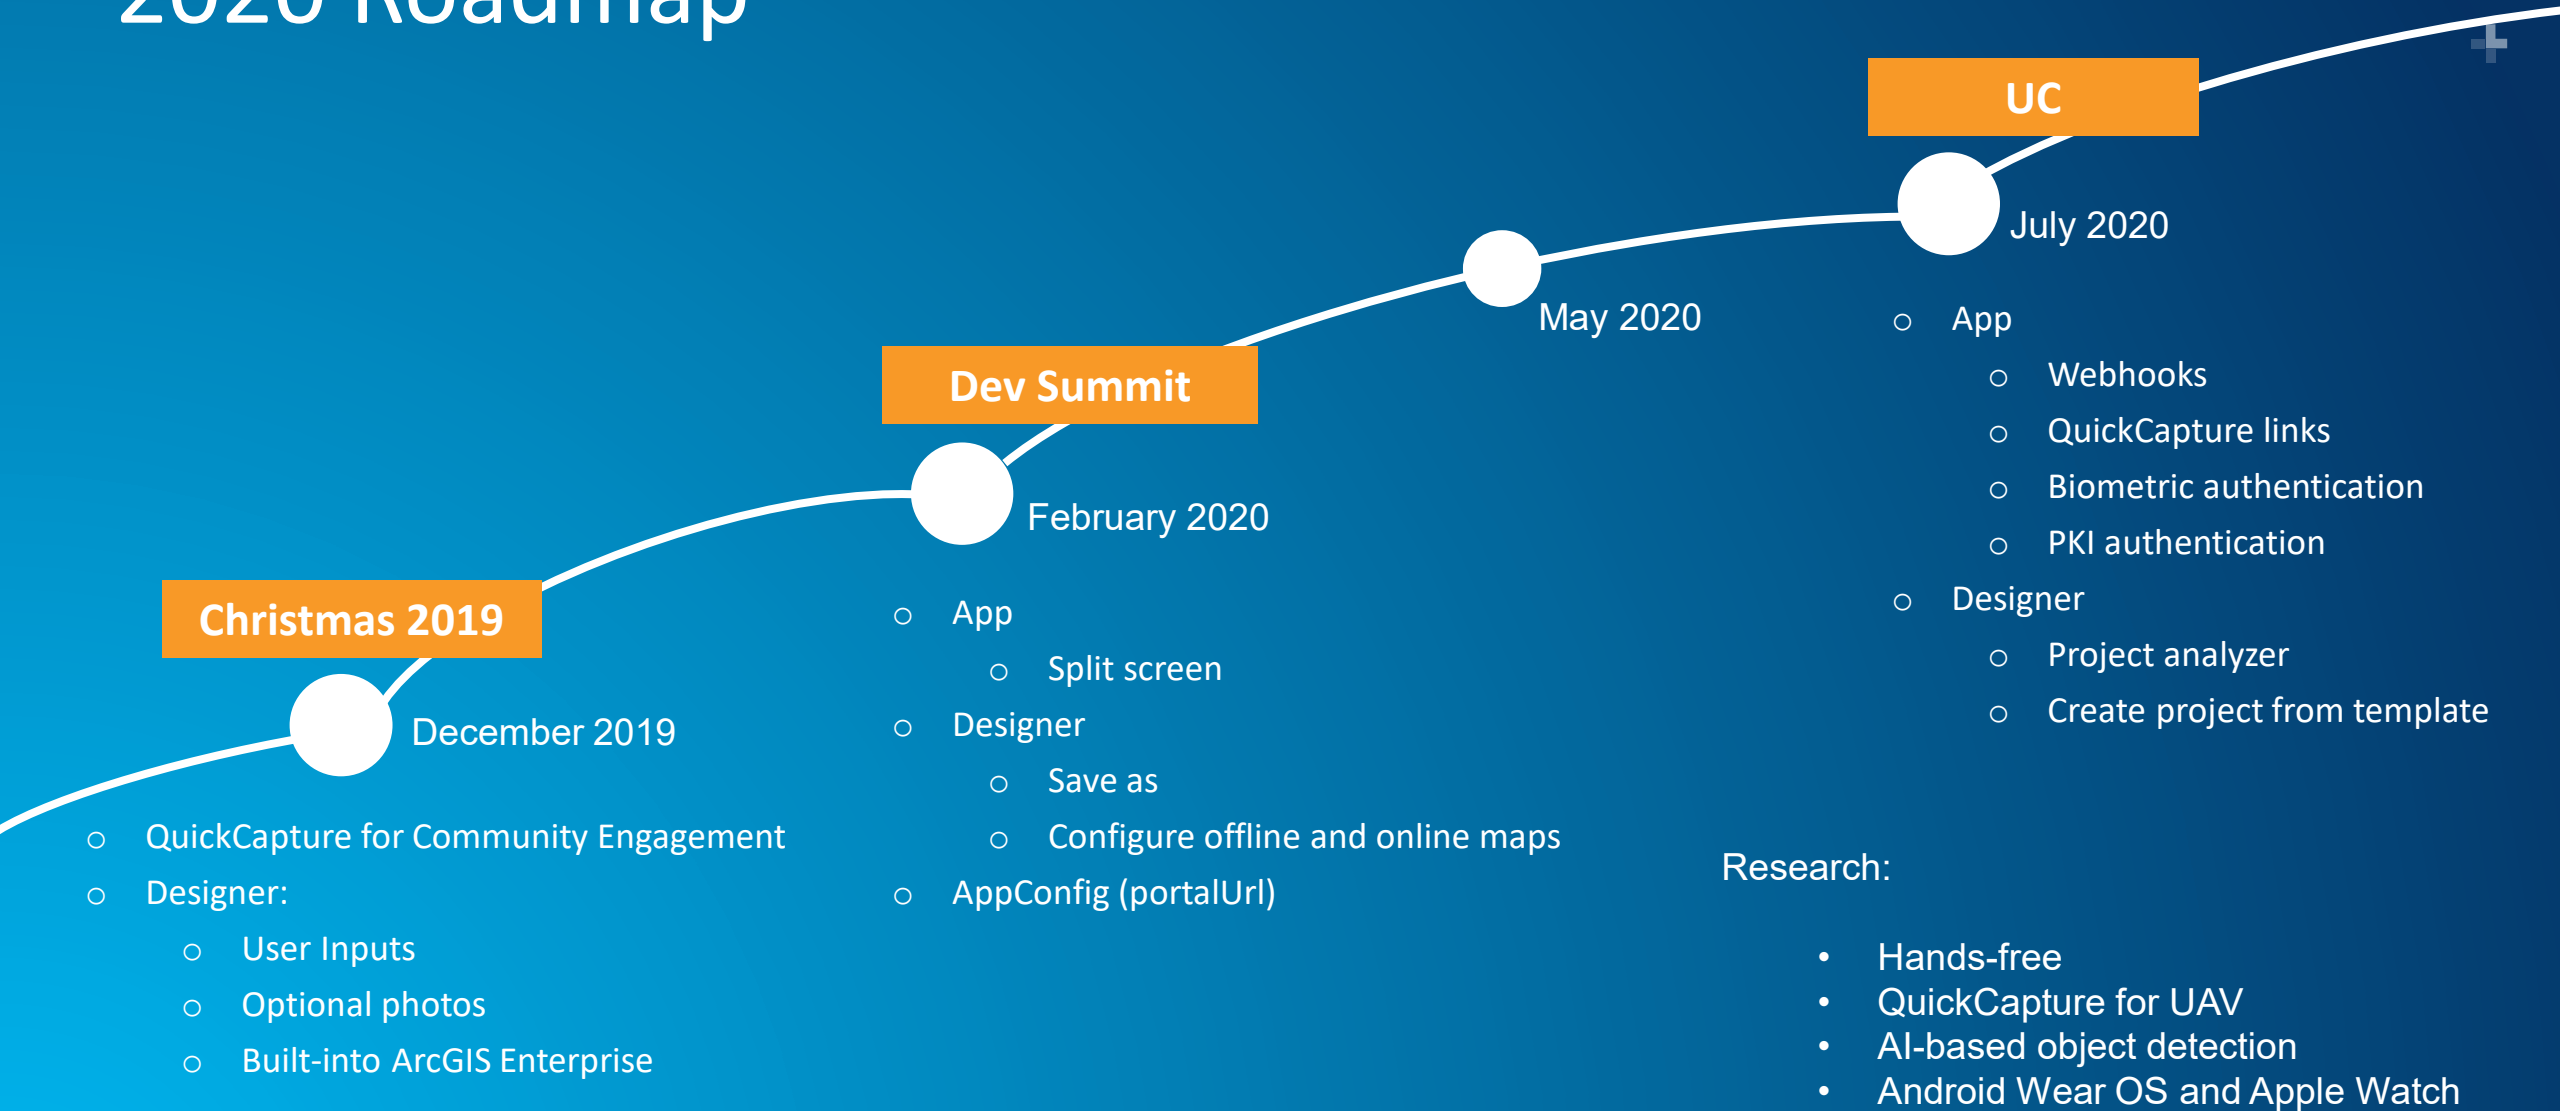 2020 Roadmap
Christmas 2019
December 2019
○ QuickCapture for Community Engagement
○ Designer:
○ User Inputs
○ Optional photos
○ Built-into ArcGIS Enterprise
Dev Summit
February 2020
○ App
○ Split screen
○ Designer
○ Save as
○ Configure offline and online maps
○ AppConfig (portalUrl)
May 2020
UC
July 2020
○ App
○ Webhooks
○ QuickCapture links
○ Biometric authentication
○ PKI authentication
○ Designer
○ Project analyzer
○ Create project from template
Research:
• Hands-free
• QuickCapture for UAV
• AI-based object detection
• Android Wear OS and Apple Watch